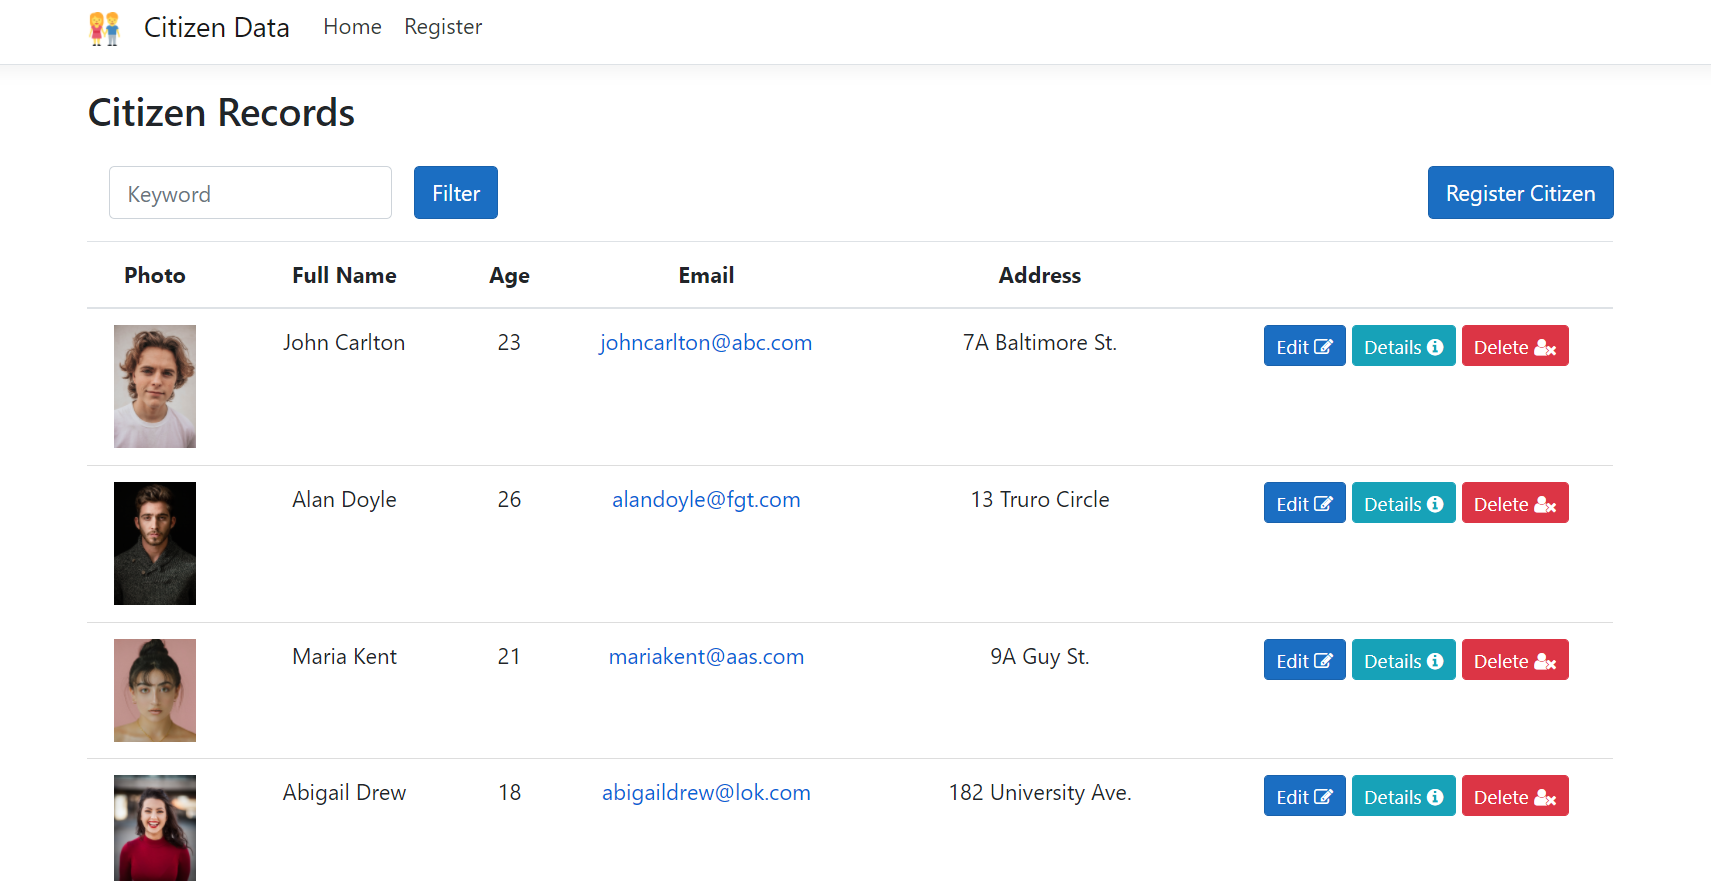 Citizen Data Home Register
Citizen Records
Keyword Filter Register Citizen
Photo Full Name Age Email Address
John Carlton 23 johncarlton@abc.com 7A Baltimore St. Edit Details Delete
Alan Doyle 26 alandoyle@fgt.com 13 Truro Circle Edit Details Delete
Maria Kent 21 mariakent@aas.com 9A Guy St. Edit Details Delete
Abigail Drew 18 abigaildrew@lok.com 182 University Ave. Edit Details Delete